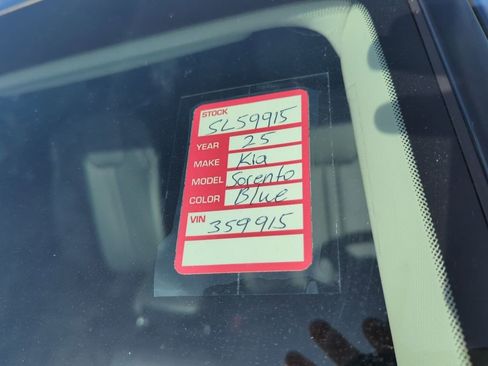 STOCK
SL59915
YEAR 25
MAKE Kia
MODEL Sorento
COLOR Blue
VIN
359915